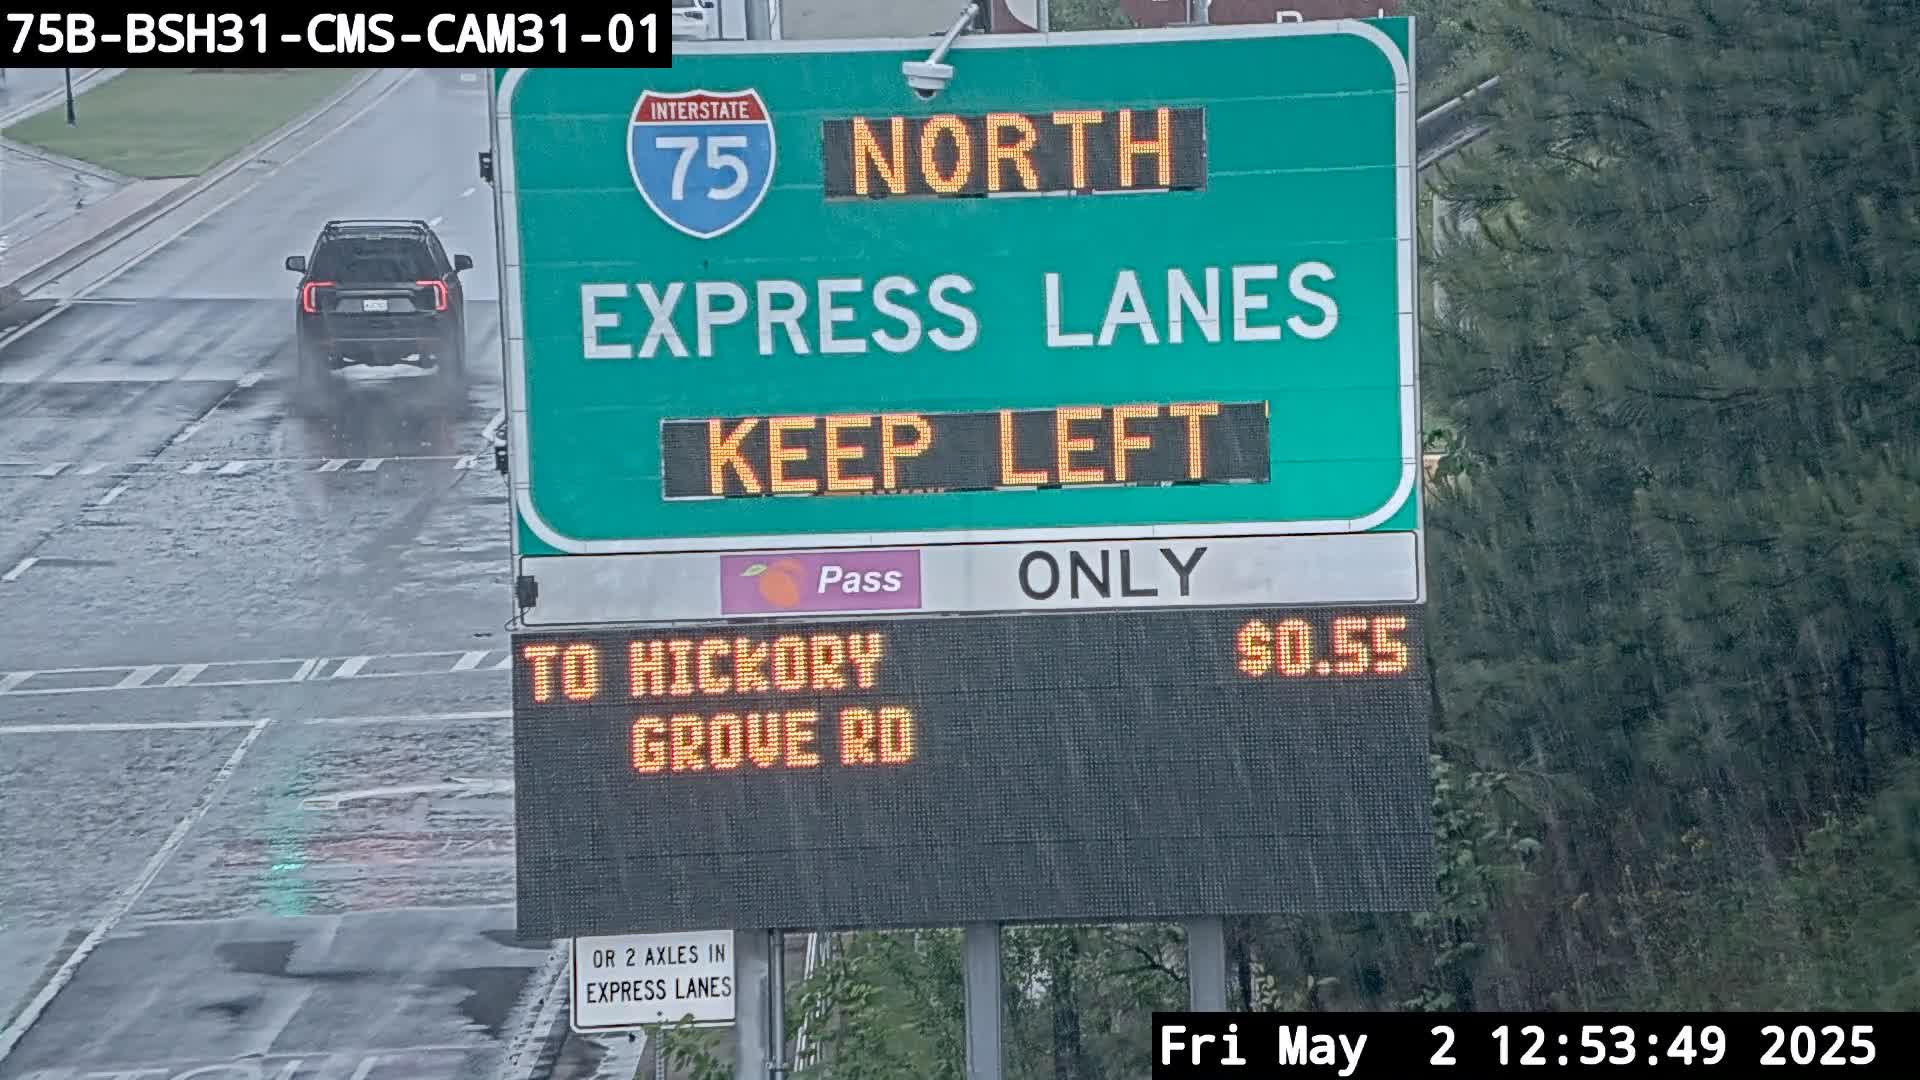 75B-BSH31-CMS-CAM31-01
INTERSTATE
75
NORTH
EXPRESS LANES
KEEP LEFT
Pass ONLY
TO HICKORY $0.55
GROVE RD
OR 2 AXLES IN
EXPRESS LANES
Fri May 2 12:53:49 2025